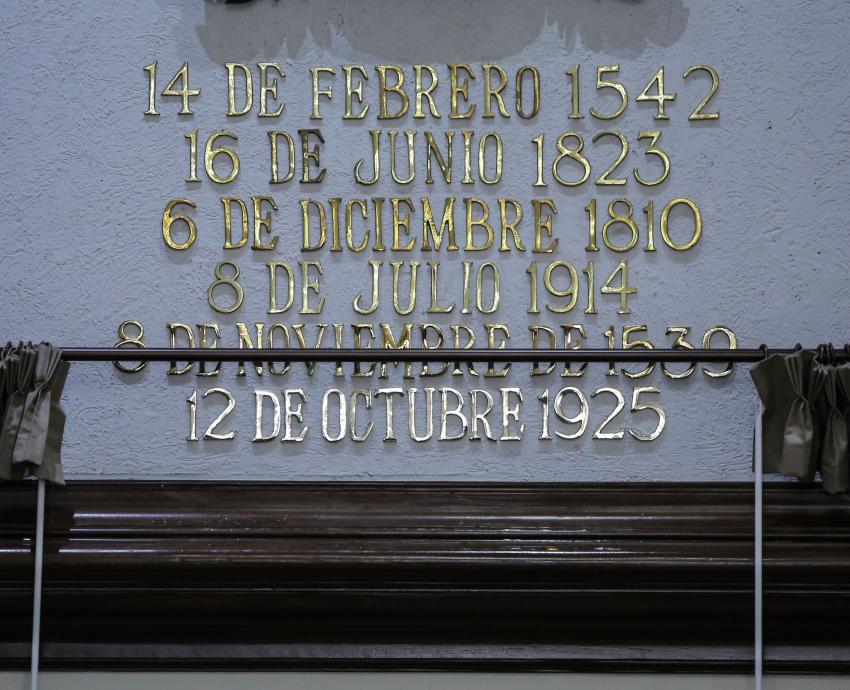 14 DE FEBRERO 1542
16 DE JUNIO 1823
6 DE DICIEMBRE 1810
8 DE JULIO 1914
8 DE NOVIEMBRE DE 1539
12 DE OCTUBRE 1925